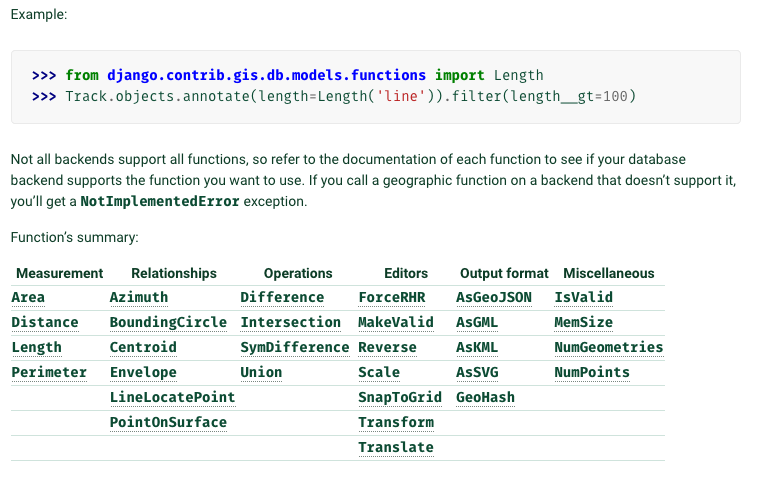 Example:
>>> from django.contrib.gis.db.models.functions import Length
>>> Track.objects.annotate(length=Length('line')).filter(length__gt=100)
Not all backends support all functions, so refer to the documentation of each function to see if your database
backend supports the function you want to use. If you call a geographic function on a backend that doesn’t support it,
you’ll get a NotImplementedError exception.
Function’s summary:
Measurement Relationships Operations Editors Output format Miscellaneous
Area Azimuth Difference ForceRHR AsGeoJSON IsValid
Distance BoundingCircle Intersection MakeValid AsGML MemSize
Length Centroid SymDifference Reverse AsKML NumGeometries
Perimeter Envelope Union Scale AsSVG NumPoints
LineLocatePoint SnapToGrid GeoHash
PointOnSurface Transform
Translate